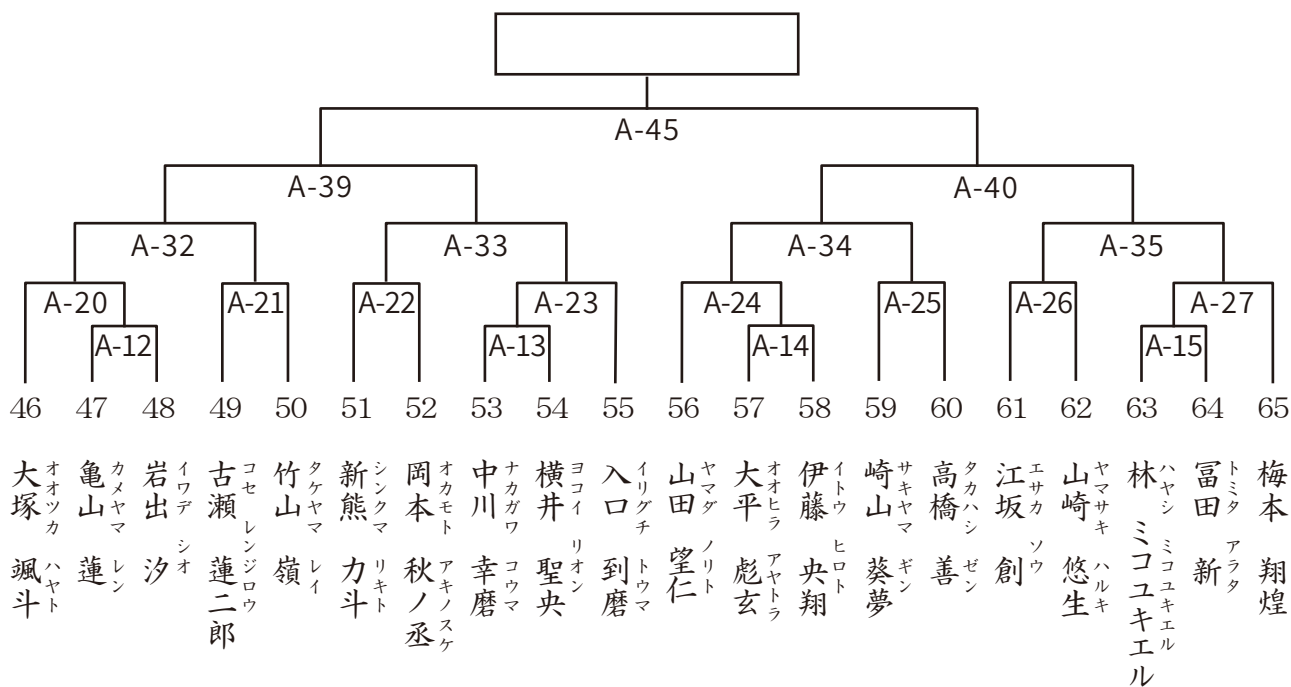 A-45
A-39
A-40
A-32
A-33
A-34
A-35
A-20
A-21
A-22
A-23
A-24
A-25
A-26
A-27
A-12
A-13
A-14
A-15
46
47
48
49
50
51
52
53
54
55
56
57
58
59
60
61
62
63
64
65
大塚 颯斗
オオツカ ハヤト
亀山 蓮
カメヤマ レン
岩出 汐
イワデ シオ
古瀬 蓮二郎
コセ レンジロウ
竹山 嶺
タケヤマ レイ
新熊 力斗
シンクマ リキト
岡本 秋ノ丞
オカモト アキノスケ
中川 幸磨
ナカガワ コウマ
横井 聖央
ヨコイ リオン
入口 到磨
イリグチ トウマ
山田 望仁
ヤマダ ノリト
大平 彪玄
オオヒラ アヤトラ
伊藤 央翔
イトウ ヒロト
崎山 葵夢
サキヤマ ギン
高橋 善
タカハシ ゼン
江坂 創
エサカ ソウ
山崎 悠生
ヤマサキ ハルキ
林 ミコユキエル
ハヤシ ミコユキエル
冨田 新
トミタ アラタ
梅本 翔煌